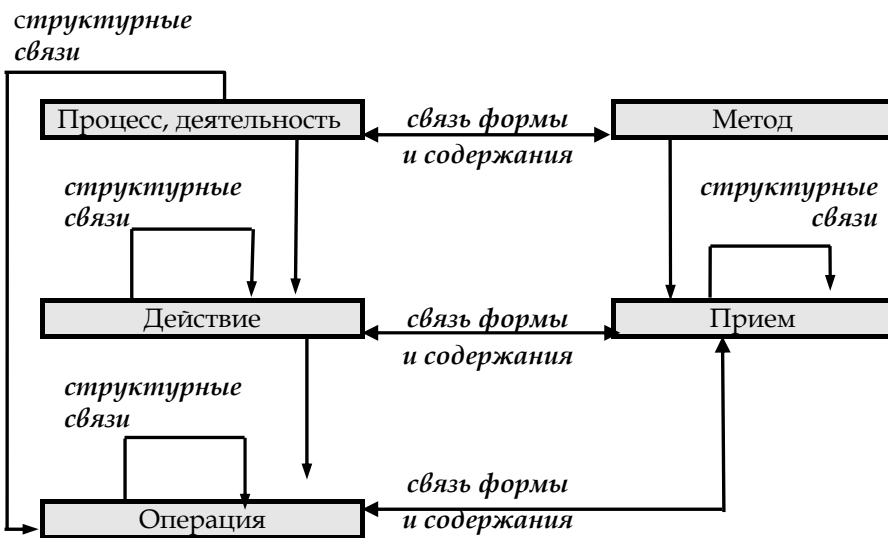 структурные
связи
Процесс, деятельность
связь формы
и содержания
Метод
структурные
связи
структурные
связи
Действие
связь формы
и содержания
Прием
структурные
связи
Операция
связь формы
и содержания